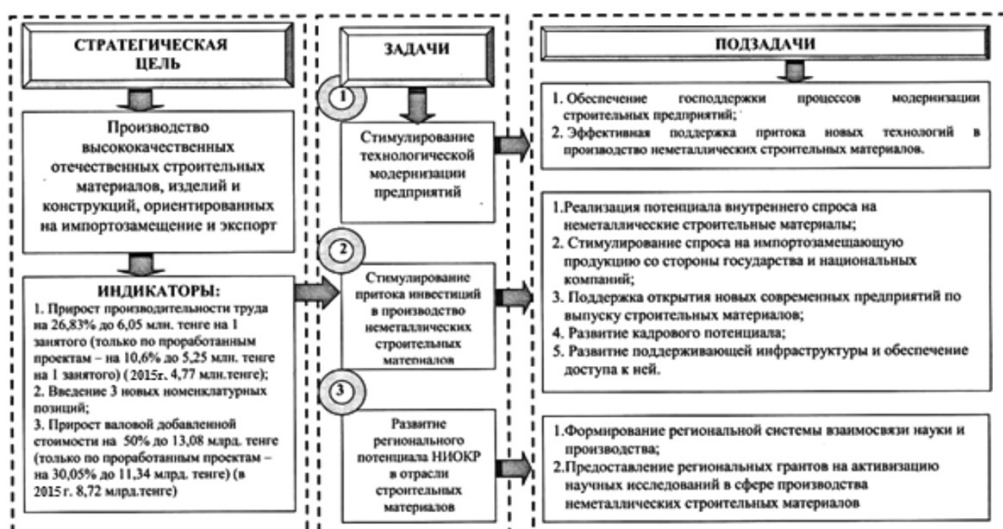 СТРАТЕГИЧЕСКАЯ
ЦЕЛЬ
Производство
высококачественных
отечественных строительных
материалов, изделий и
конструкций, ориентированных
на импортозамещение и экспорт
ИНДИКАТОРЫ:
1. Прирост производительности труда
на 26,83% до 6,05 млн. тенге на 1
занятого (только по проработанным
проектам – на 10,6% до 5,25 млн. тенге
на 1 занятого) (2015г. 4,77 млн.тенге);
2. Введение 3 новых номенклатурных
позиций;
3. Прирост валовой добавленной
стоимости на 50% до 13,08 млрд. тенге
(только по проработанным проектам –
на 30,05% до 11,34 млрд. тенге) (в
2015 г. 8,72 млрд.тенге)
ЗАДАЧИ
1
Стимулирование
технологической
модернизации
предприятий
2
Стимулирование
притока инвестиций
в производство
неметаллических
строительных
материалов
3
Развитие
регионального
потенциала НИОКР
в отрасли
строительных
материалов
ПОДЗАДАЧИ
1. Обеспечение господдержки процессов модернизации
строительных предприятий;
2. Эффективная поддержка притока новых технологий в
производство неметаллических строительных материалов.
1.Реализация потенциала внутреннего спроса на
неметаллические строительные материалы;
2. Стимулирование спроса на импортозамещающую
продукцию со стороны государства и национальных
компаний;
3. Поддержка открытия новых современных предприятий по
выпуску строительных материалов;
4. Развитие кадрового потенциала;
5. Развитие поддерживающей инфраструктуры и обеспечение
доступа к ней.
1.Формирование региональной системы взаимосвязи науки и
производства;
2.Предоставление региональных грантов на активизацию
научных исследований в сфере производства
неметаллических строительных материалов